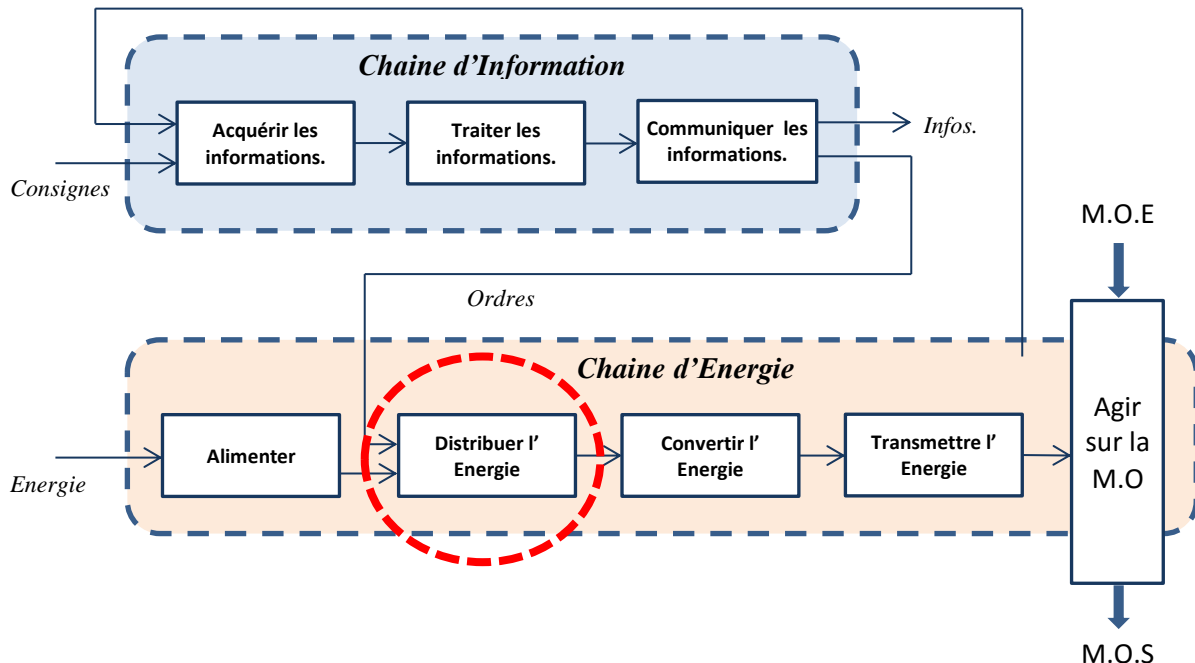 Chaine d’Information
Acquérir les
informations.
Traiter les
informations.
Communiquer les
informations.
Infos.
Consignes
M.O.E
Ordres
Chaine d’Energie
Alimenter
Distribuer l’
Energie
Convertir l’
Energie
Transmettre l’
Energie
Agir
sur la
M.O
Energie
M.O.S